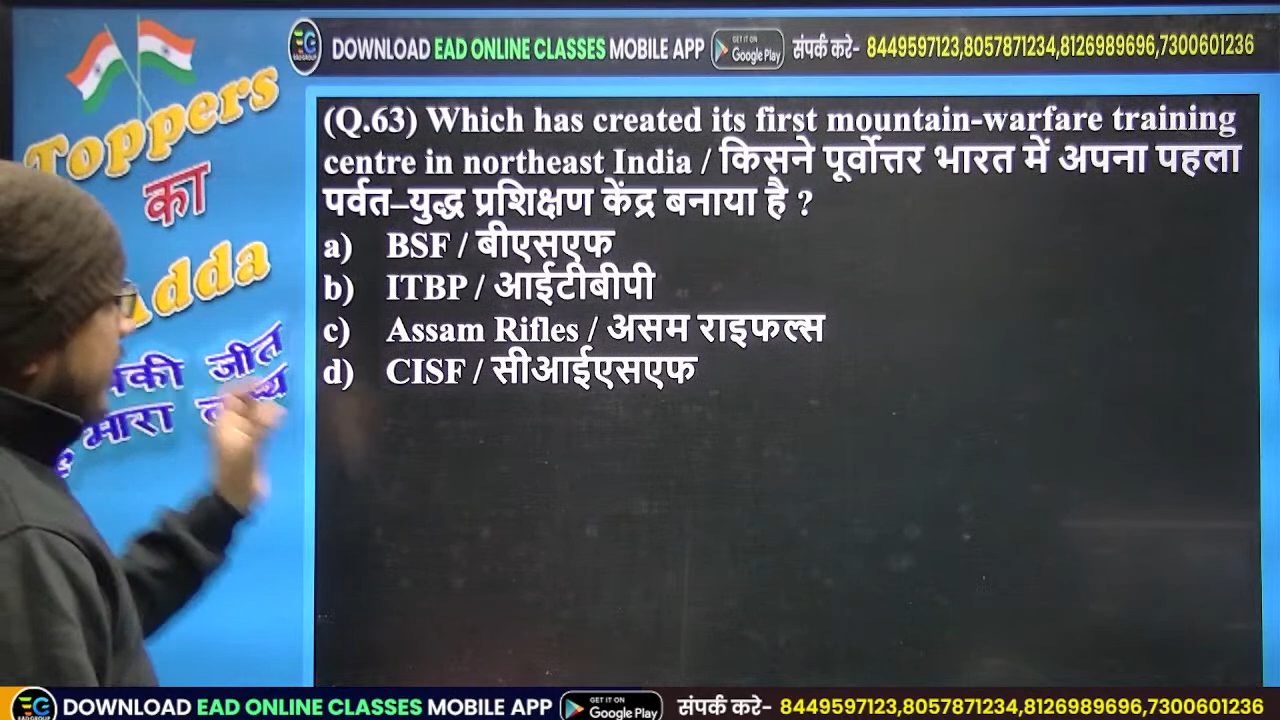 DOWNLOAD EAD ONLINE CLASSES MOBILE APP GET IT ON Google Play संपर्क करे- 8449597123,8057871234,8126989696,7300601236
Toppers
का
Adda
जीत
(Q.63) Which has created its first mountain-warfare training
centre in northeast India / किसने पूर्वोत्तर भारत में अपना पहला
पर्वत–युद्ध प्रशिक्षण केंद्र बनाया है ?
a) BSF / बीएसएफ
b) ITBP / आईटीबीपी
c) Assam Rifles / असम राइफल्स
d) CISF / सीआईएसएफ
DOWNLOAD EAD ONLINE CLASSES MOBILE APP GET IT ON Google Play संपर्क करे- 8449597123,8057871234,8126989696,7300601236